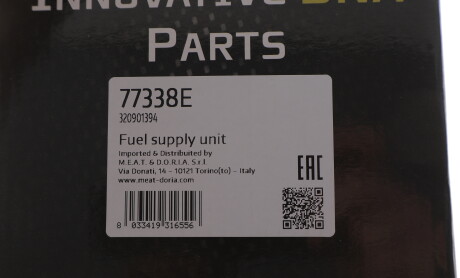 INNOVATIVE
PARTS
77338E
320901394
Fuel supply unit
Imported & Distributed by
M.E.A.T. & D.O.R.I.A. S.r.l.
Via Donati, 14 - 10121 Torino(to) - Italy
www.meat-doria.com
EAC
8 033419 316556